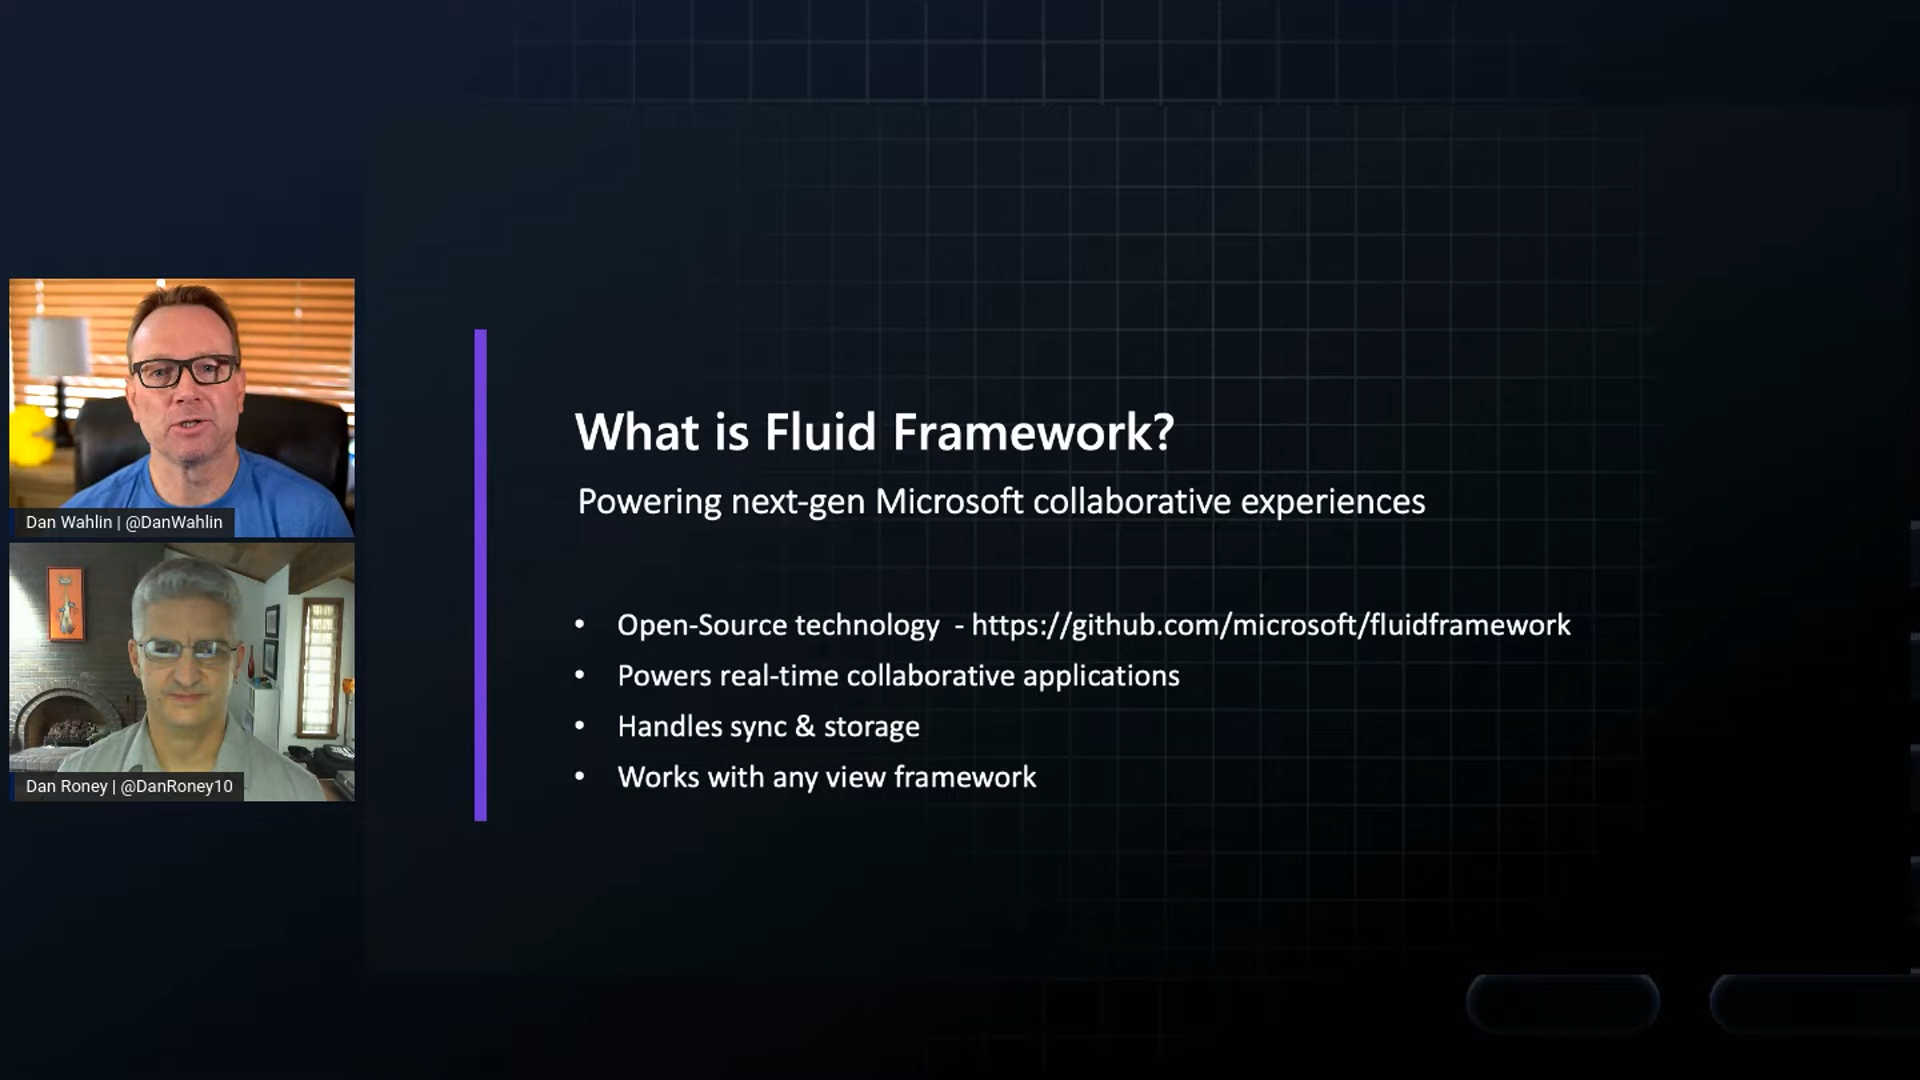 What is Fluid Framework?
Powering next-gen Microsoft collaborative experiences
• Open-Source technology - https://github.com/microsoft/fluidframework
• Powers real-time collaborative applications
• Handles sync & storage
• Works with any view framework
Dan Wahlin | @DanWahlin
Dan Roney | @DanRoney10